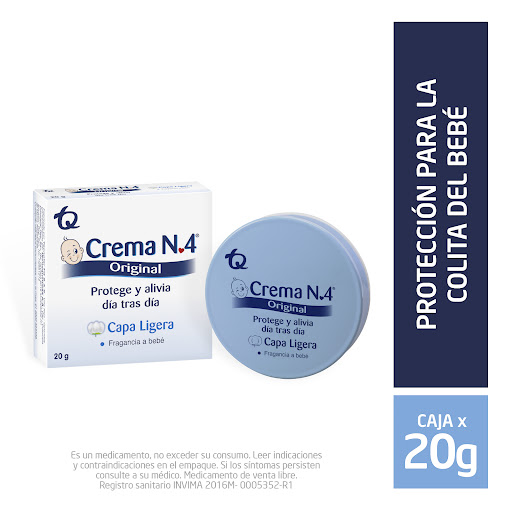 TQ
Crema N.4®
Original
Protege y alivia
día tras día
Capa Ligera
• Fragancia a bebé
20 g
TQ
Crema N.4®
Original
Protege y alivia
día tras día
Capa Ligera
• Fragancia a bebé
PROTECCIÓN PARA LA
COLITA DEL BEBÉ
CAJA x
20g
Es un medicamento, no exceder su consumo. Leer indicaciones
y contraindicaciones en el empaque. Si los síntomas persisten
consulte a su médico. Medicamento de venta libre.
Registro sanitario INVIMA 2016M- 0005352-R1